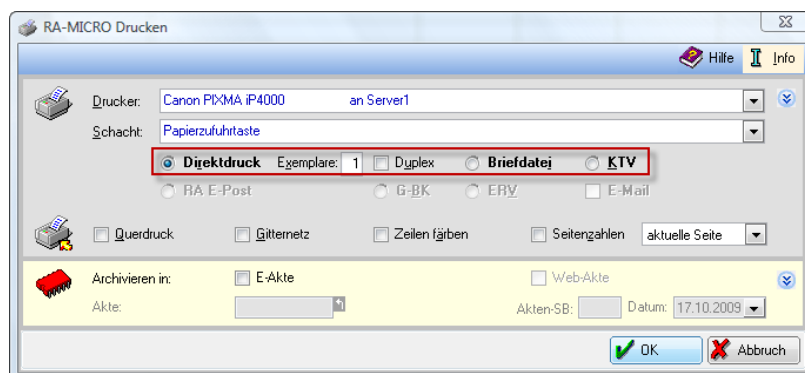 RA-MICRO Drucken
Hilfe Info
Drucker: Canon PIXMA iP4000 an Server1
Schacht: Papierzufuhrtaste
Direktdruck Exemplare: 1 Duplex Briefdatei KTV
RA E-Post G-BK ERV E-Mail
Querdruck Gitternetz Zeilen färben Seitenzahlen aktuelle Seite
Archivieren in: E-Akte Web-Akte
Akte: Akten-SB: Datum: 17.10.2009
OK Abbruch